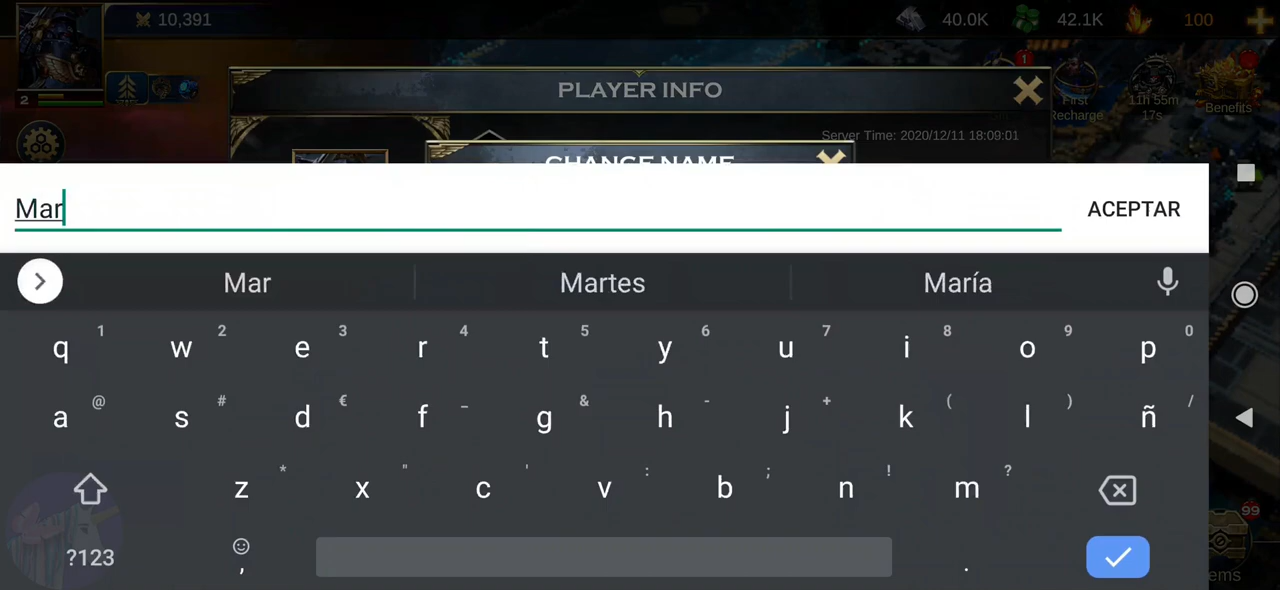 10,391
40.0K
42.1K
100
2
PLAYER INFO
1
First
Recharge
11h 55m
17s
Benefits
Server Time: 2020/12/11 18:09:01
CHANGE NAME
Mar
ACEPTAR
Mar
Martes
María
1 2 3 4 5 6 7 8 9 0
q w e r t y u i o p
@ # € _ & - + ( ) /
a s d f g h j k l ñ
* " ' : ; ! ?
z x c v b n m
?123
, .
99
ems